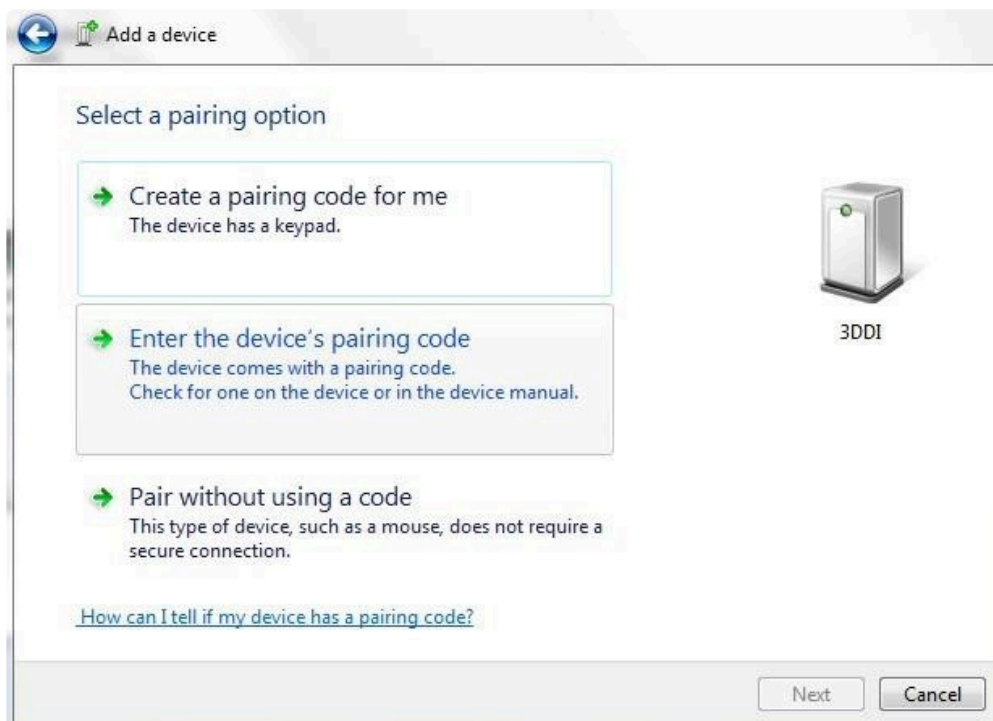 Add a device
Select a pairing option
Create a pairing code for me
The device has a keypad.
Enter the device's pairing code
The device comes with a pairing code.
Check for one on the device or in the device manual.
3DDI
Pair without using a code
This type of device, such as a mouse, does not require a
secure connection.
How can I tell if my device has a pairing code?
Next
Cancel